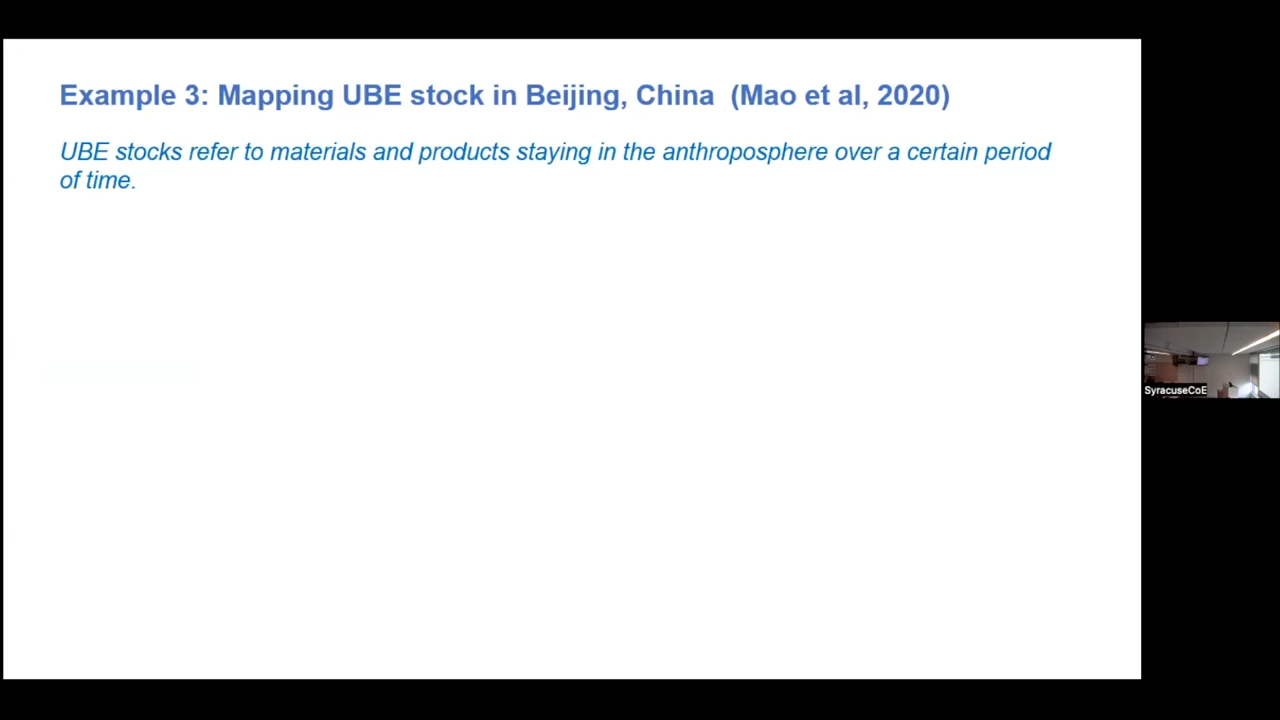 Example 3: Mapping UBE stock in Beijing, China (Mao et al, 2020)
UBE stocks refer to materials and products staying in the anthroposphere over a certain period
of time.
SyracuseCoE